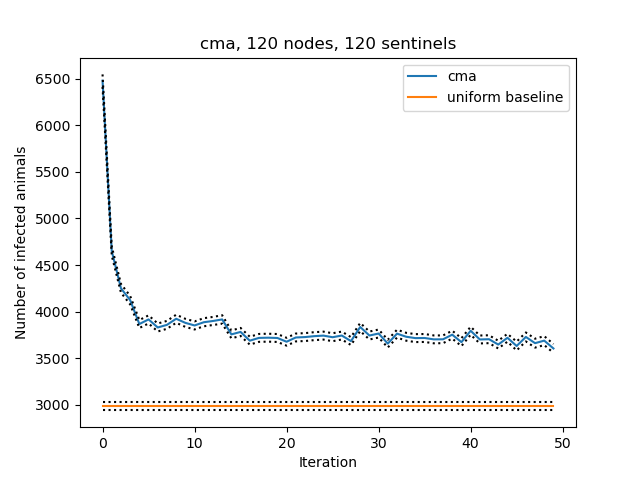 cma, 120 nodes, 120 sentinels
cma
uniform baseline
Number of infected animals
6500
6000
5500
5000
4500
4000
3500
3000
0 10 20 30 40 50
Iteration